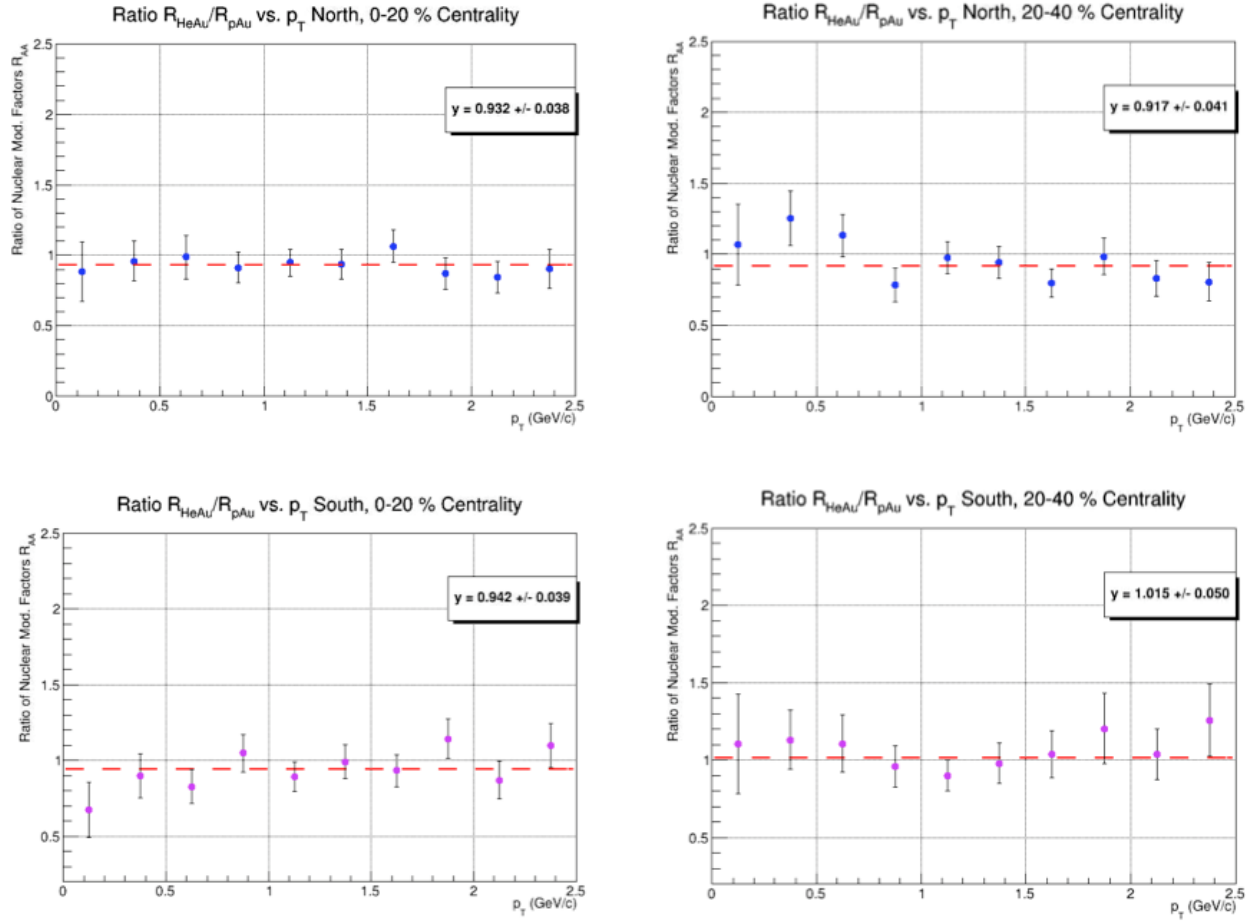 Ratio R_HeAu/R_pAu vs. p_T North, 0-20 % Centrality
Ratio of Nuclear Mod. Factors R_AA
2.5
2
1.5
1
0.5
0
y = 0.932 +/- 0.038
0 0.5 1 1.5 2 2.5
p_T (GeV/c)
Ratio R_HeAu/R_pAu vs. p_T North, 20-40 % Centrality
Ratio of Nuclear Mod. Factors R_AA
2.5
2
1.5
1
0.5
0
y = 0.917 +/- 0.041
0 0.5 1 1.5 2 2.5
p_T (GeV/c)
Ratio R_HeAu/R_pAu vs. p_T South, 0-20 % Centrality
Ratio of Nuclear Mod. Factors R_AA
2.5
2
1.5
1
0.5
y = 0.942 +/- 0.039
0 0.5 1 1.5 2 2.5
p_T (GeV/c)
Ratio R_HeAu/R_pAu vs. p_T South, 20-40 % Centrality
Ratio of Nuclear Mod. Factors R_AA
2.5
2
1.5
1
0.5
y = 1.015 +/- 0.050
0 0.5 1 1.5 2 2.5
p_T (GeV/c)